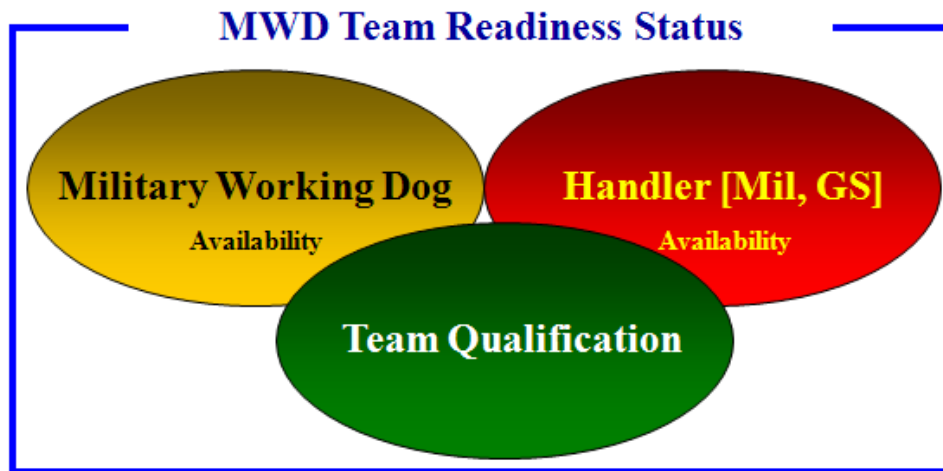 MWD Team Readiness Status
Military Working Dog
Availability
Handler [Mil, GS]
Availability
Team Qualification